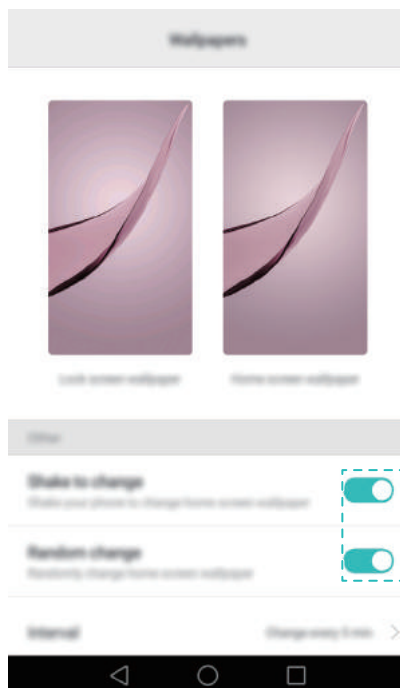 Wallpapers
Lock screen wallpaper
Home screen wallpaper
Other
Shake to change
Shake your phone to change home screen wallpaper
Random change
Randomly change home screen wallpaper
Interval
Change every 5 min